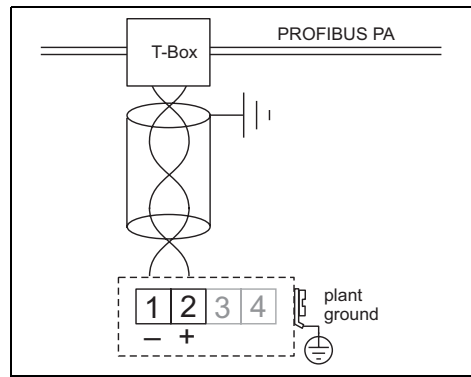 PROFIBUS PA
T-Box
plant
ground
1 2 3 4
– +